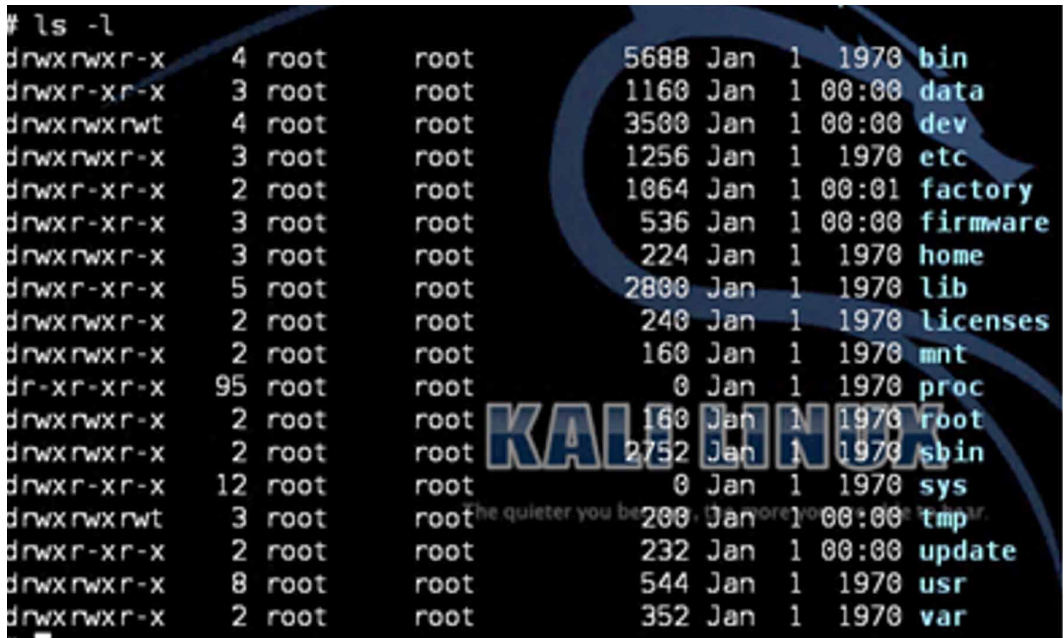 # ls -l
drwxrwxr-x 4 root root 5688 Jan 1 1970 bin
drwxr-xr-x 3 root root 1160 Jan 1 00:00 data
drwxrwxrwt 4 root root 3500 Jan 1 00:00 dev
drwxrwxr-x 3 root root 1256 Jan 1 1970 etc
drwxr-xr-x 2 root root 1064 Jan 1 00:01 factory
drwxr-xr-x 3 root root 536 Jan 1 00:00 firmware
drwxrwxr-x 3 root root 224 Jan 1 1970 home
drwxr-xr-x 5 root root 2800 Jan 1 1970 lib
drwxrwxr-x 2 root root 240 Jan 1 1970 licenses
drwxrwxr-x 2 root root 160 Jan 1 1970 mnt
dr-xr-xr-x 95 root root 0 Jan 1 1970 proc
drwxrwxr-x 2 root root 160 Jan 1 1970 root
drwxrwxr-x 2 root root 2752 Jan 1 1970 sbin
drwxr-xr-x 12 root root 0 Jan 1 1970 sys
drwxrwxrwt 3 root root 200 Jan 1 00:00 tmp
drwxr-xr-x 2 root root 232 Jan 1 00:00 update
drwxrwxr-x 8 root root 544 Jan 1 1970 usr
drwxrwxr-x 2 root root 352 Jan 1 1970 var
KALI LINUX
The quieter you become, the more you are able to hear.